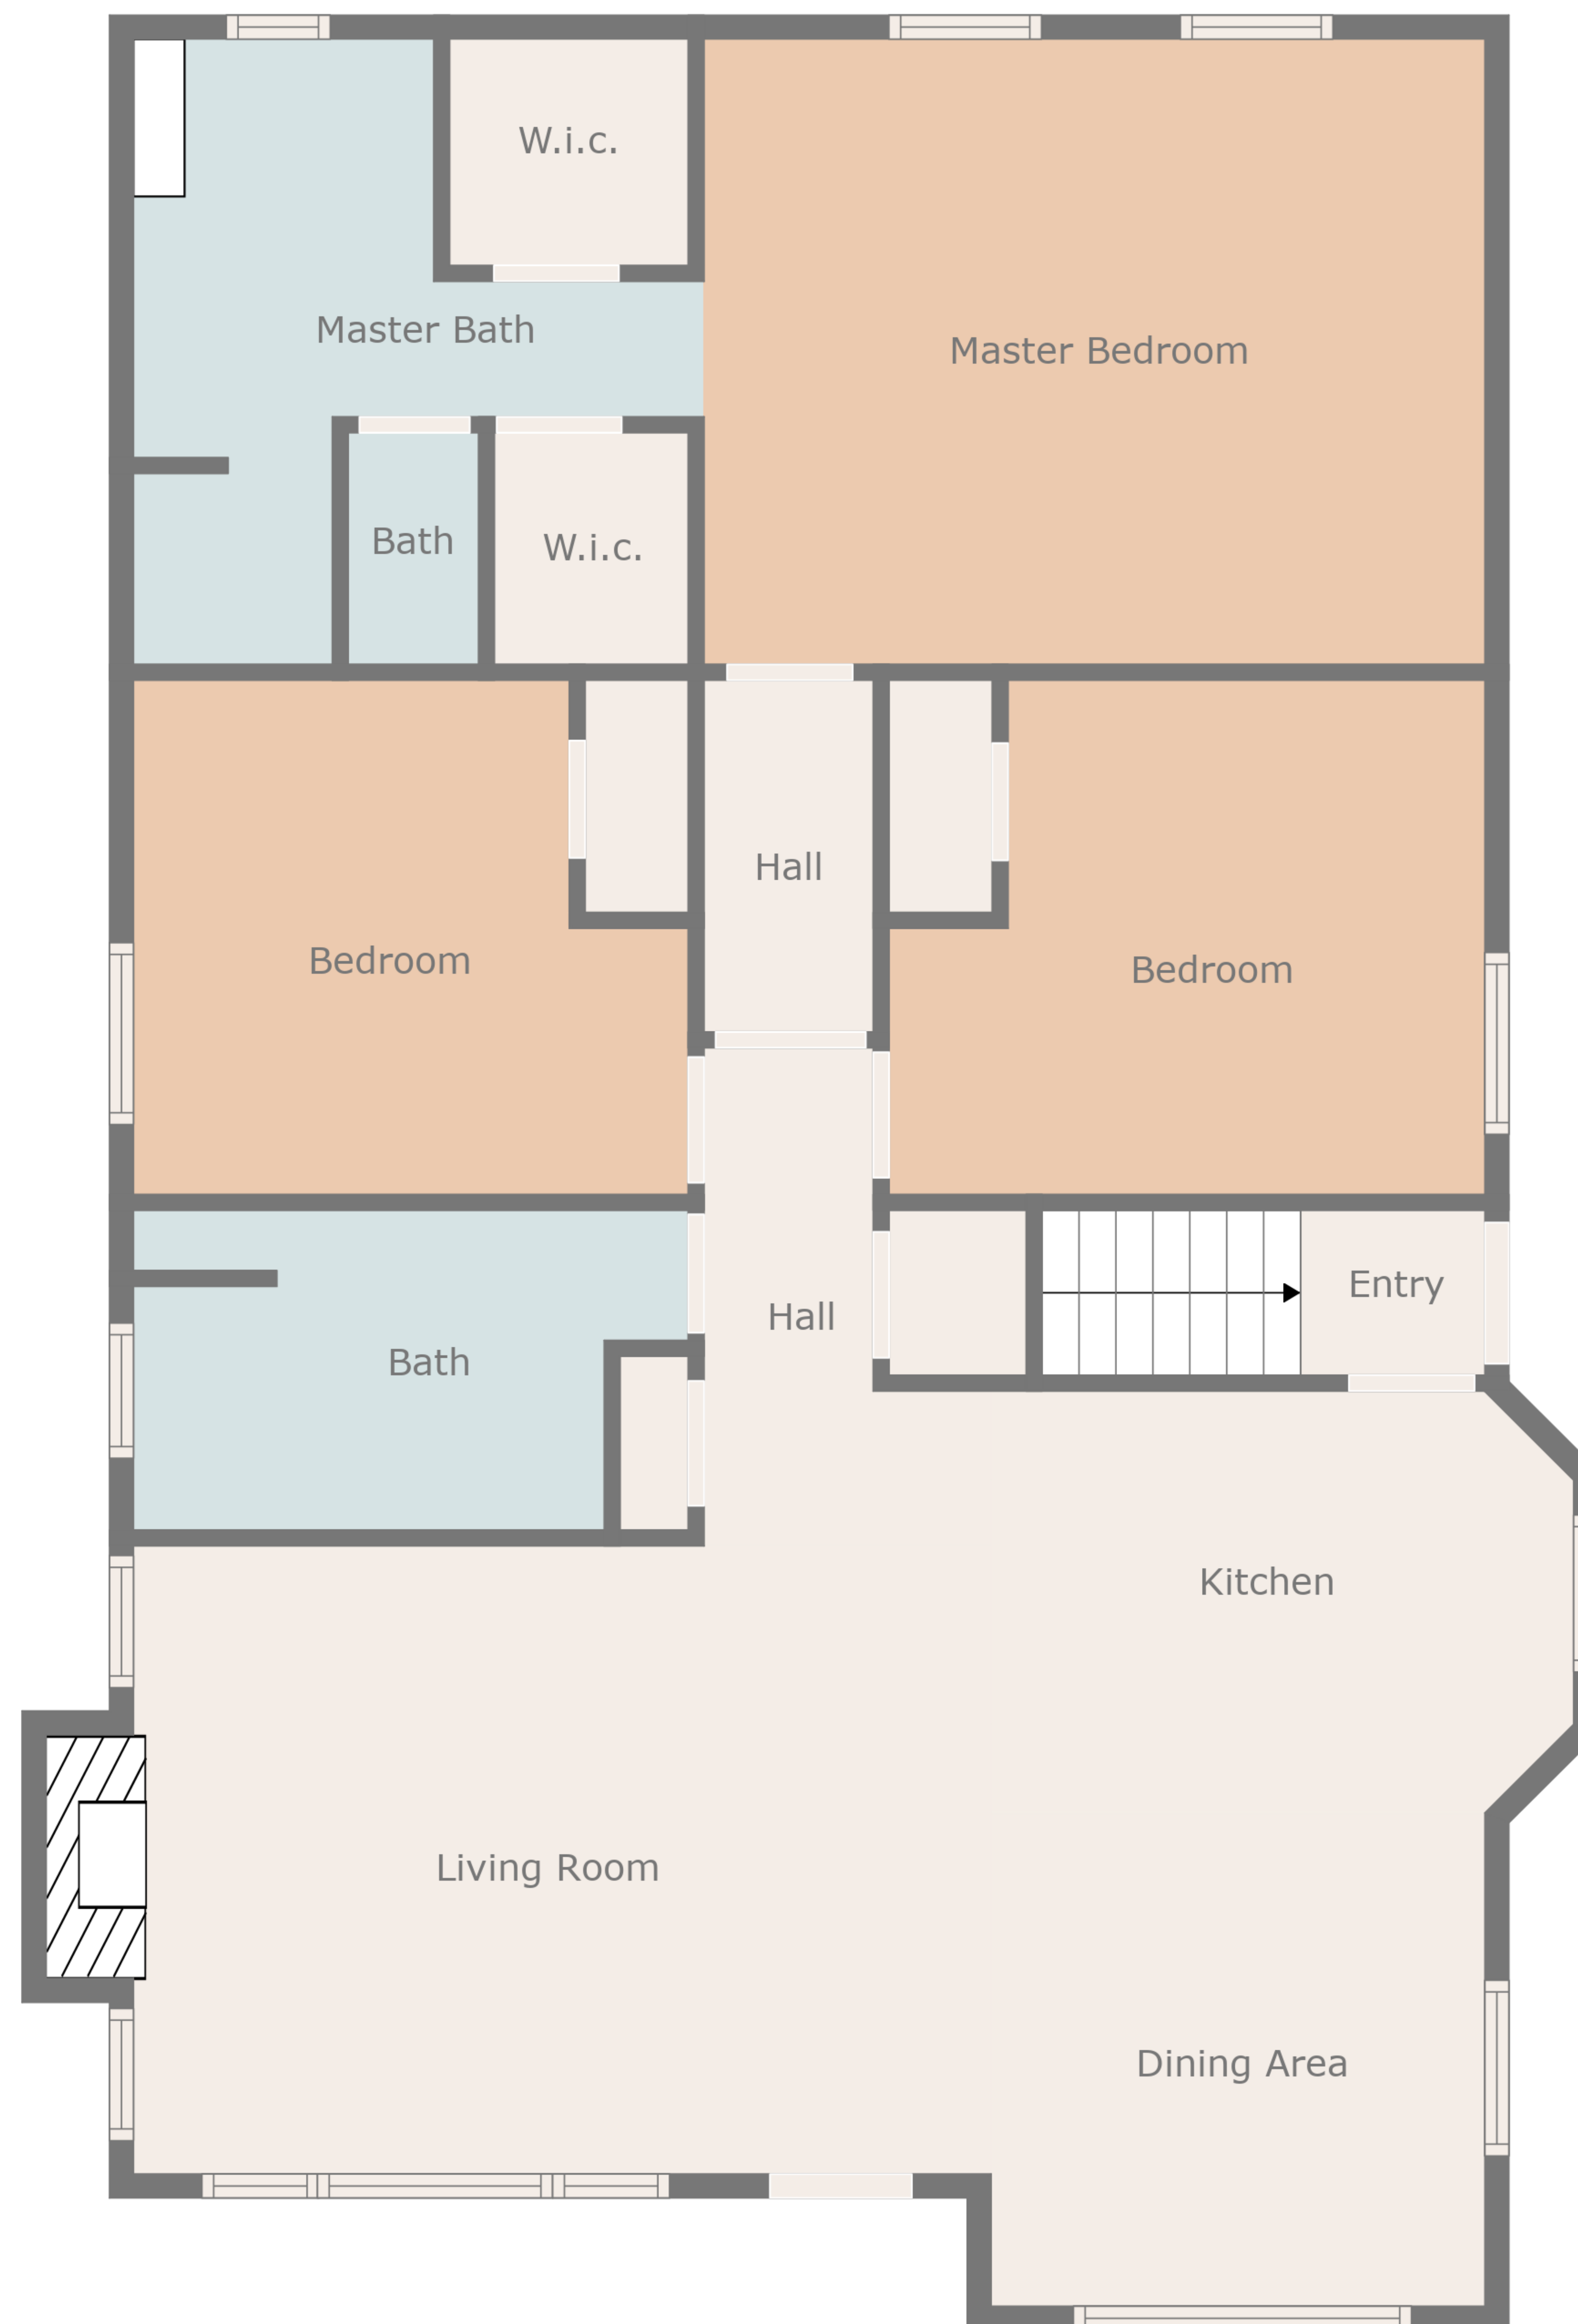 W.i.c.
Master Bath
Master Bedroom
Bath
W.i.c.
Hall
Bedroom
Bedroom
Entry
Hall
Bath
Kitchen
Living Room
Dining Area